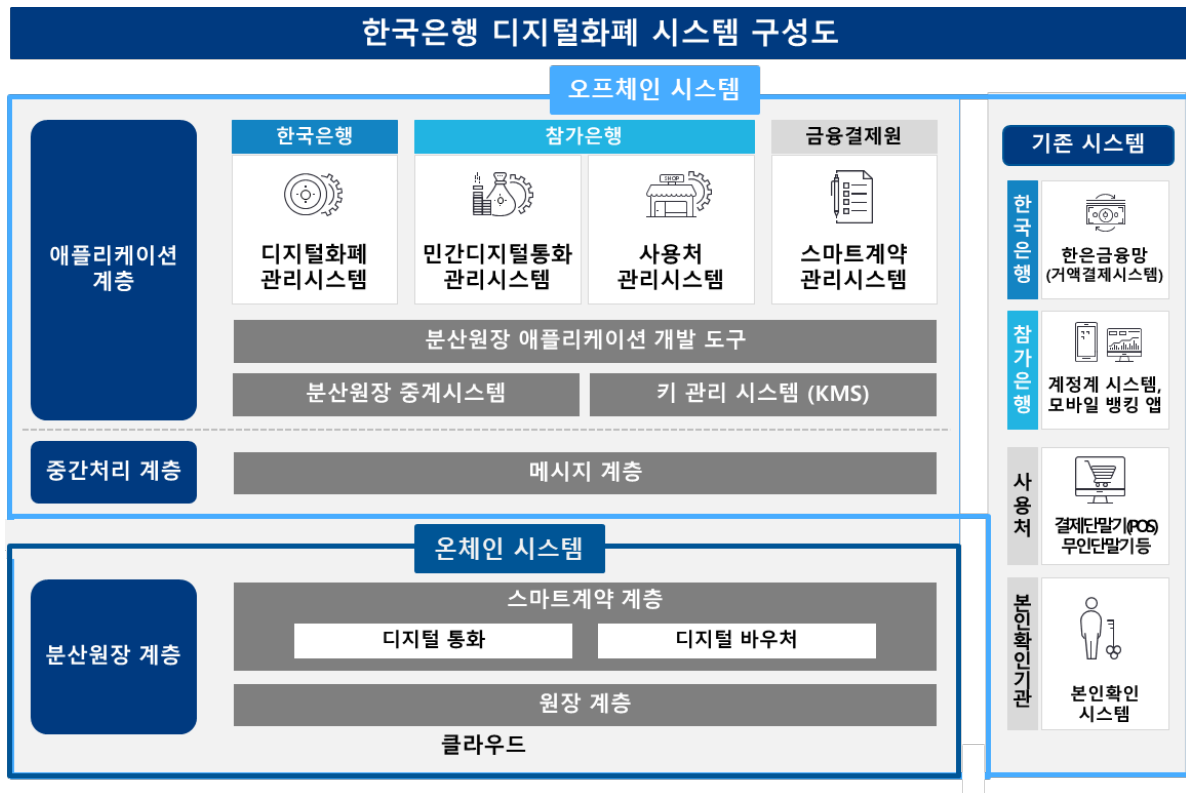 한국은행 디지털화폐 시스템 구성도
오프체인 시스템
애플리케이션
계층
한국은행
참가은행
금융결제원
디지털화폐
관리시스템
민간디지털통화
관리시스템
SHOP
사용처
관리시스템
스마트계약
관리시스템
분산원장 애플리케이션 개발 도구
분산원장 중계시스템
키 관리 시스템 (KMS)
중간처리 계층
메시지 계층
온체인 시스템
분산원장 계층
스마트계약 계층
디지털 통화
디지털 바우처
원장 계층
클라우드
기존 시스템
한국은행
한은금융망
(거액결제시스템)
참가은행
계정계 시스템,
모바일 뱅킹 앱
사용처
결제단말기(POS)
무인단말기 등
본인확인기관
본인확인
시스템